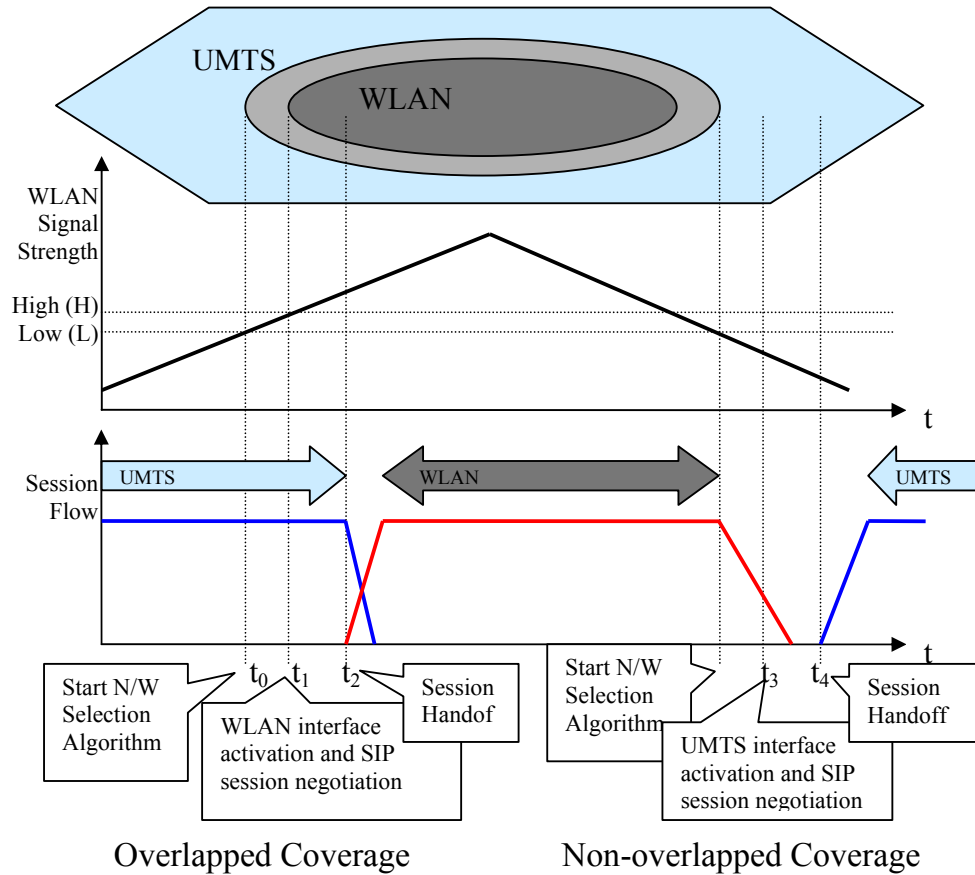 UMTS
WLAN
WLAN
Signal
Strength
High (H)
Low (L)
t
UMTS
WLAN
UMTS
Session
Flow
t
t0
t1
t2
t3
t4
Start N/W
Selection
Algorithm
WLAN interface
activation and SIP
session negotiation
Session
Handof
Start N/W
Selection
Algorithm
UMTS interface
activation and SIP
session negotiation
Session
Handoff
Overlapped Coverage
Non-overlapped Coverage